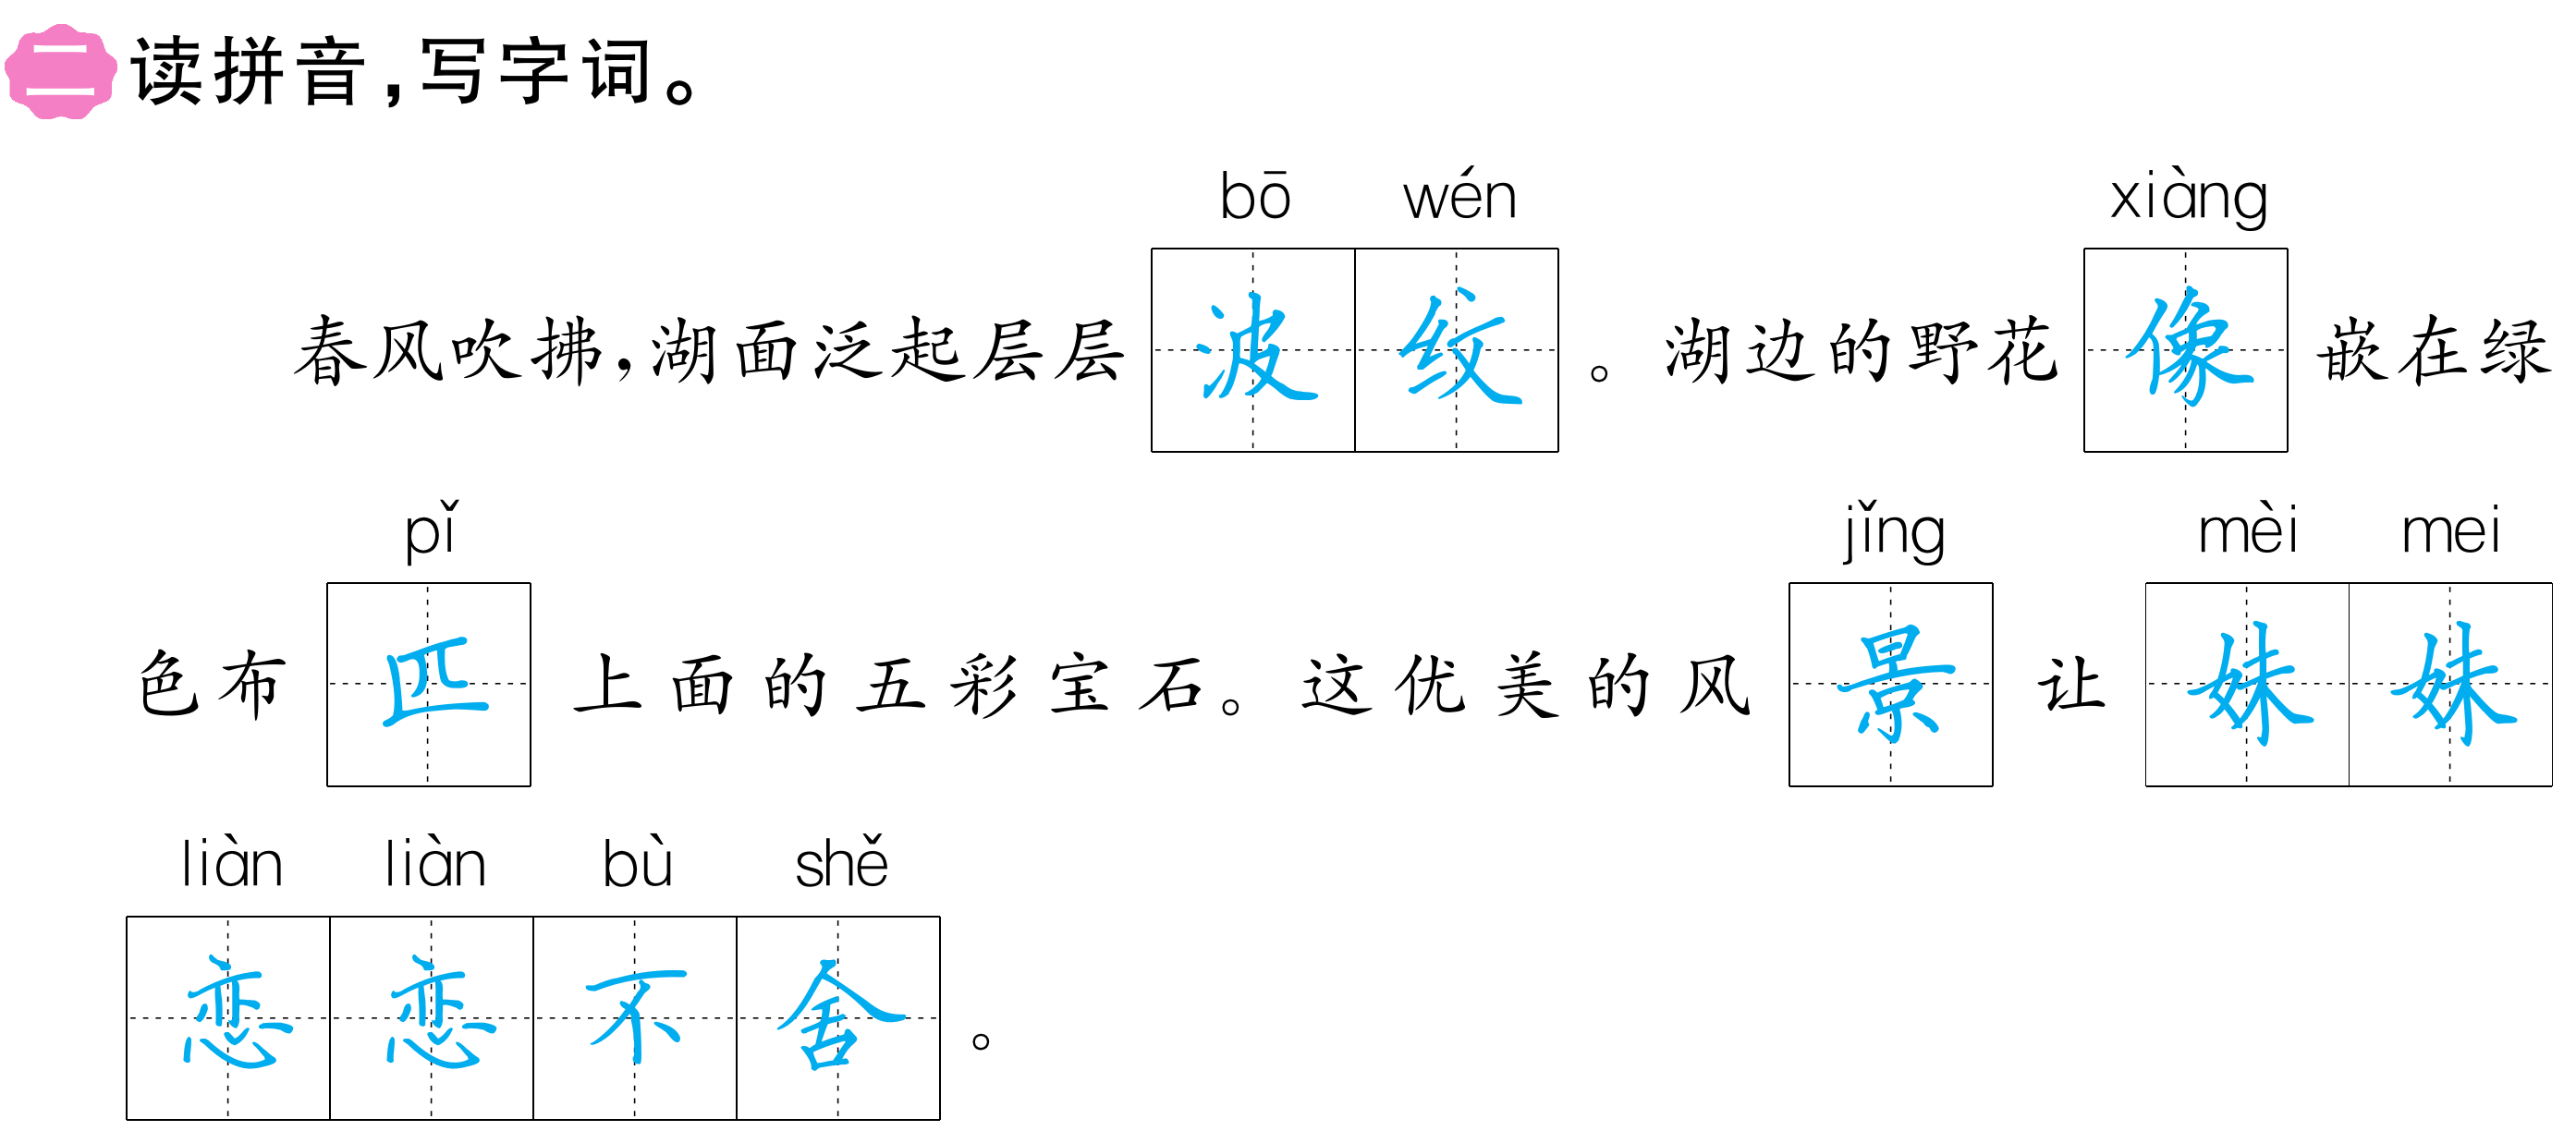 二 读拼音，写字词。
bō wén xiàng
春风吹拂，湖面泛起层层波纹。湖边的野花像嵌在绿
pǐ jǐng mèi mei
色布匹上面的五彩宝石。这优美的风景让妹妹
liàn liàn bù shě
恋恋不舍。